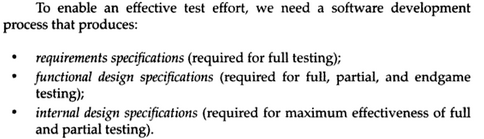 To enable an effective test effort, we need a software development
process that produces:
• requirements specifications (required for full testing);
• functional design specifications (required for full, partial, and endgame
testing);
• internal design specifications (required for maximum effectiveness of full
and partial testing).